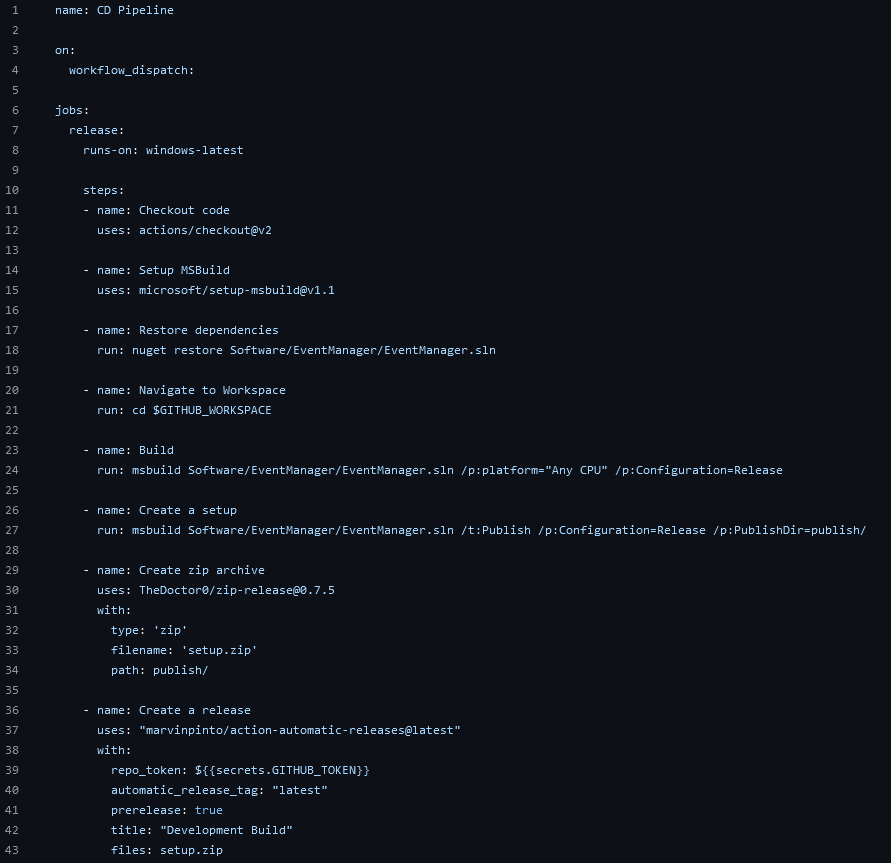 1 name: CD Pipeline
2
3 on:
4   workflow_dispatch:
5
6 jobs:
7   release:
8     runs-on: windows-latest
9
10     steps:
11     - name: Checkout code
12       uses: actions/checkout@v2
13
14     - name: Setup MSBuild
15       uses: microsoft/setup-msbuild@v1.1
16
17     - name: Restore dependencies
18       run: nuget restore Software/EventManager/EventManager.sln
19
20     - name: Navigate to Workspace
21       run: cd $GITHUB_WORKSPACE
22
23     - name: Build
24       run: msbuild Software/EventManager/EventManager.sln /p:platform="Any CPU" /p:Configuration=Release
25
26     - name: Create a setup
27       run: msbuild Software/EventManager/EventManager.sln /t:Publish /p:Configuration=Release /p:PublishDir=publish/
28
29     - name: Create zip archive
30       uses: TheDoctor0/zip-release@0.7.5
31       with:
32         type: 'zip'
33         filename: 'setup.zip'
34         path: publish/
35
36     - name: Create a release
37       uses: "marvinpinto/action-automatic-releases@latest"
38       with:
39         repo_token: ${{secrets.GITHUB_TOKEN}}
40         automatic_release_tag: "latest"
41         prerelease: true
42         title: "Development Build"
43         files: setup.zip